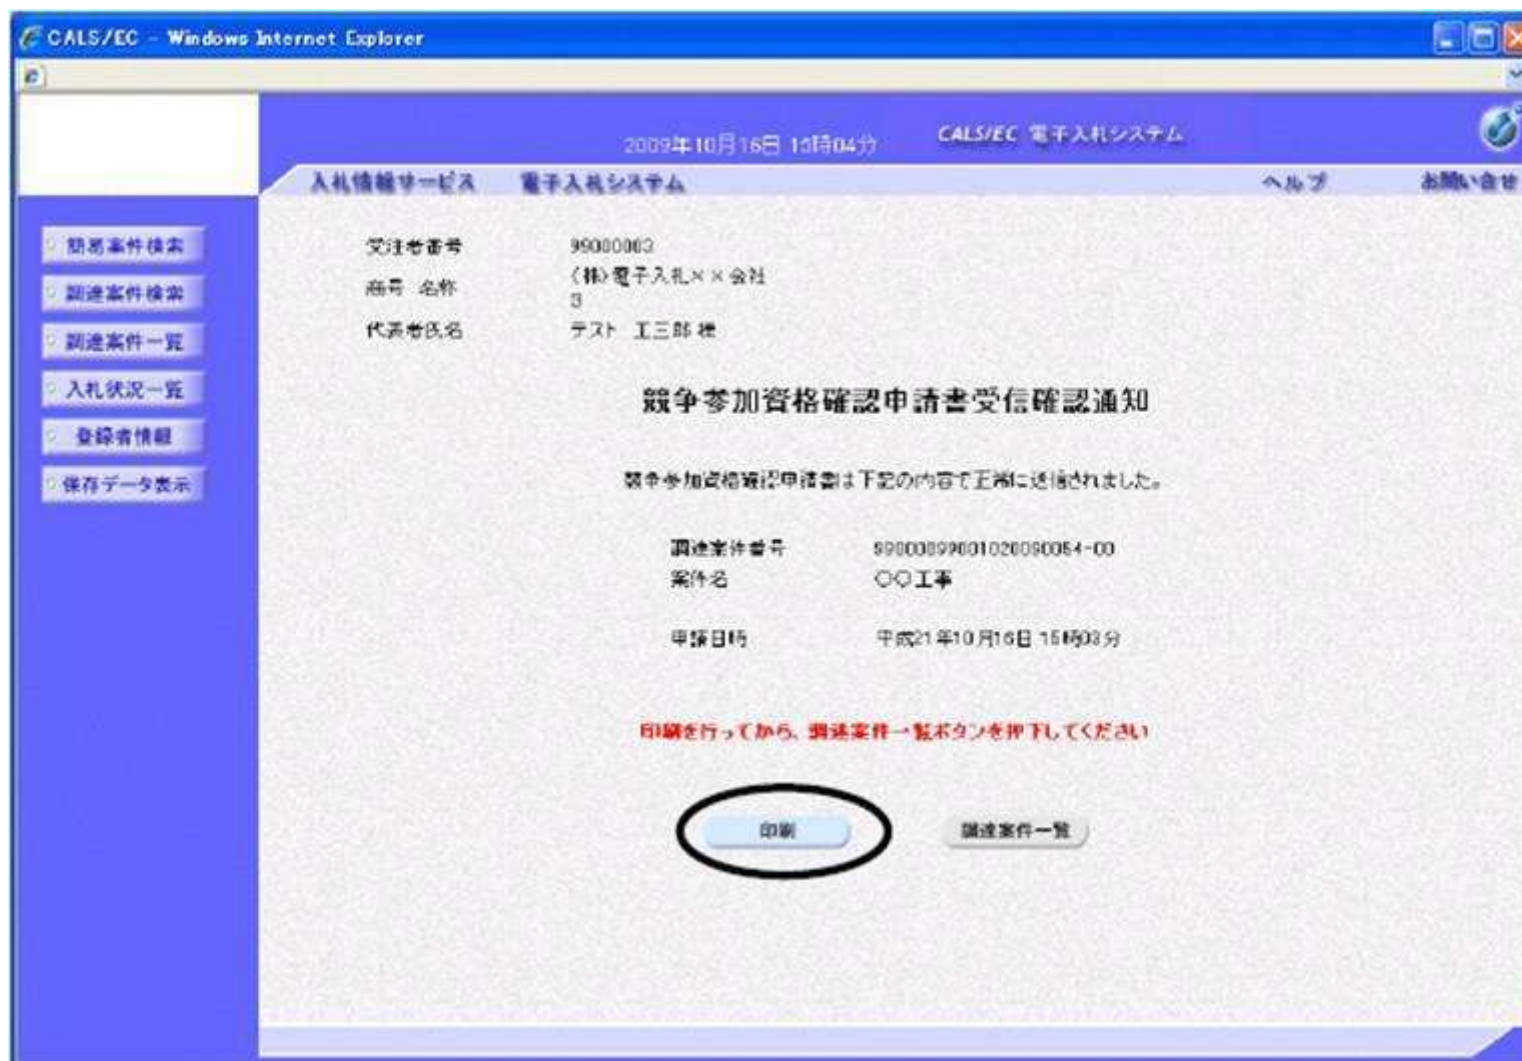 CALS/EC - Windows Internet Explorer
2009年10月16日 15時04分
CALS/EC 電子入札システム
入札情報サービス 電子入札システム ヘルプ お問い合せ
簡易案件検索
調達案件検索
調達案件一覧
入札状況一覧
登録者情報
保存データ表示
受注者番号 99000003
商号 名称 (株)電子入札××会社
3
代表者氏名 テスト 工三郎 様
競争参加資格確認申請書受信確認通知
競争参加資格確認申請書は下記の内容で正常に送信されました。
調達案件番号
案件名 〇〇工事
申請日時 平成21年10月16日 15時03分
印刷を行ってから、調達案件一覧ボタンを押下してください
印刷 調達案件一覧